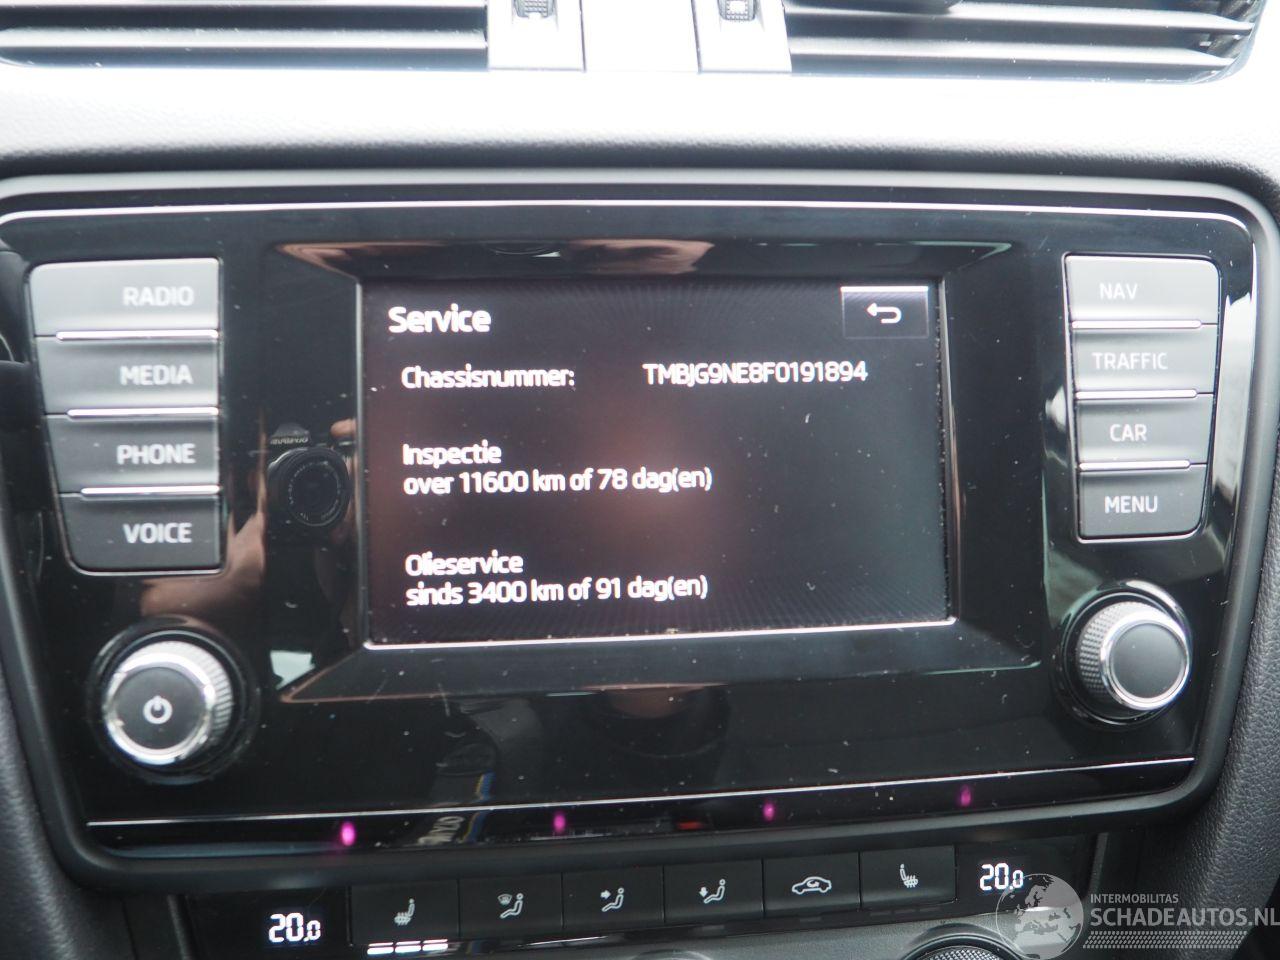 RADIO
MEDIA
PHONE
VOICE
Service
Chassisnummer: TMBJG9NE8F0191894
Inspectie
over 11600 km of 78 dag(en)
Olieservice
sinds 3400 km of 91 dag(en)
NAV
TRAFFIC
CAR
MENU
20.0
20.0
INTERMOBILITAS
SCHADEAUTOS.NL